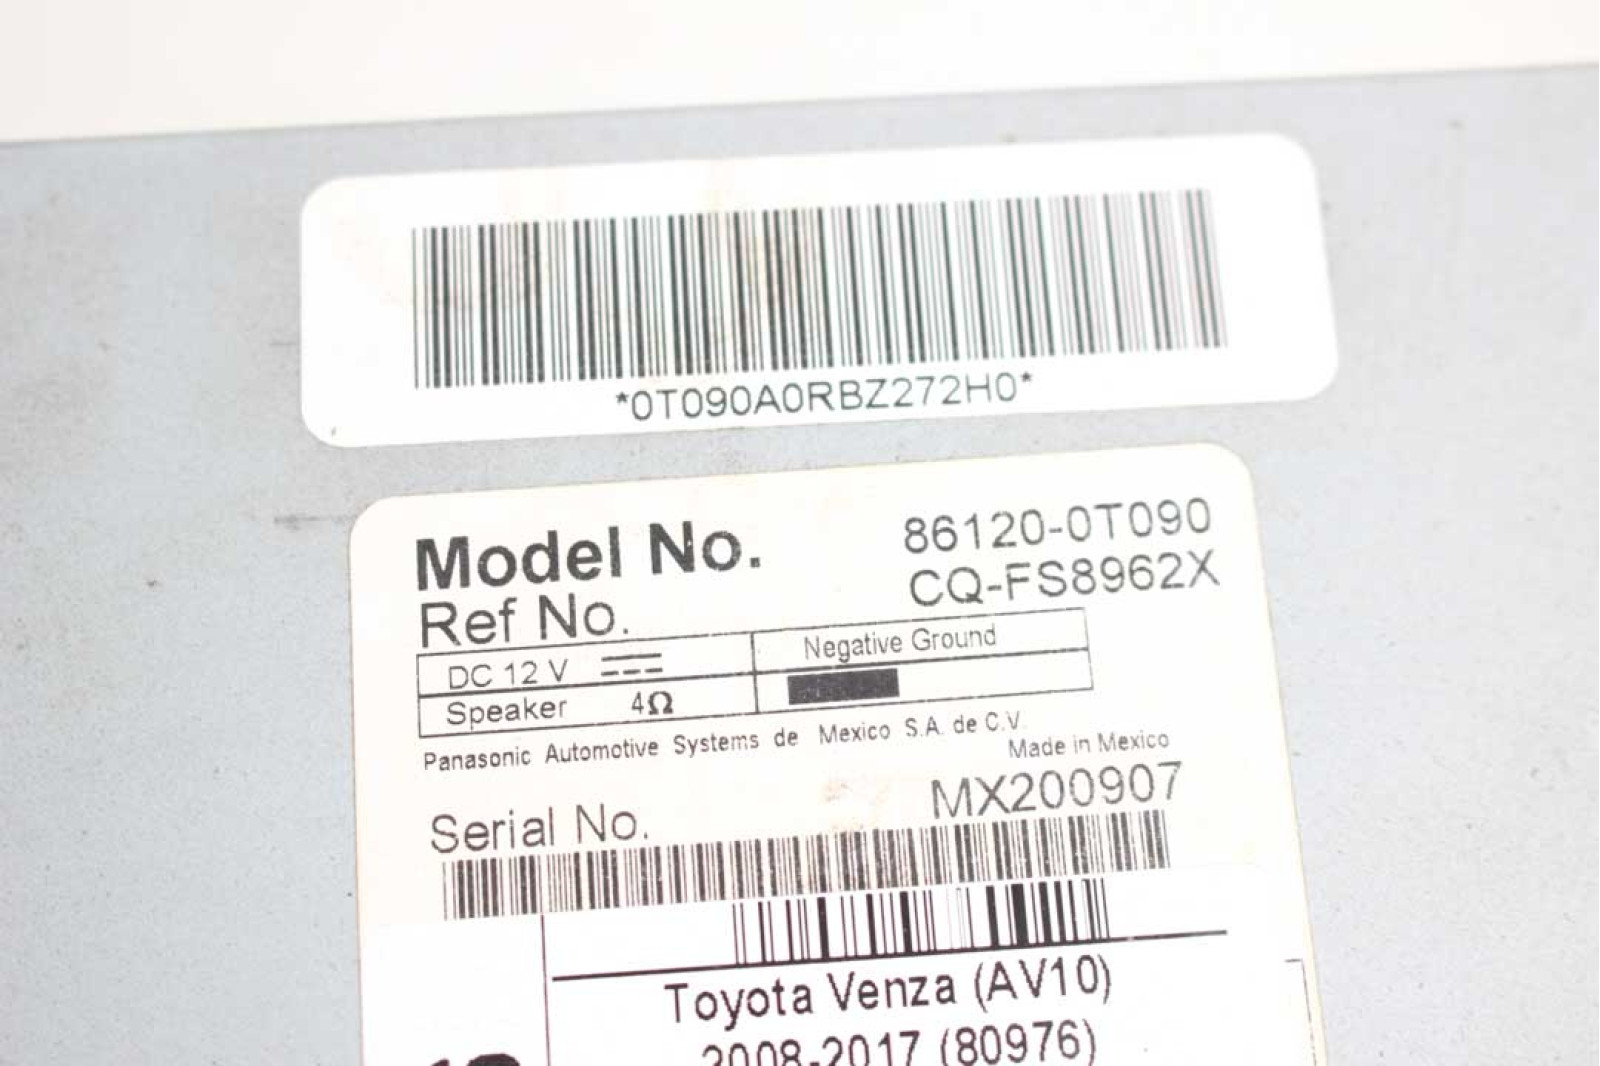 *0T090A0RBZ272H0*
Model No. 86120-0T090
Ref No. CQ-FS8962X
DC 12 V Negative Ground
Speaker 4Ω
Panasonic Automotive Systems de Mexico S.A. de C.V.
Made in Mexico
Serial No. MX200907
Toyota Venza (AV10)
2008-2017 (80976)